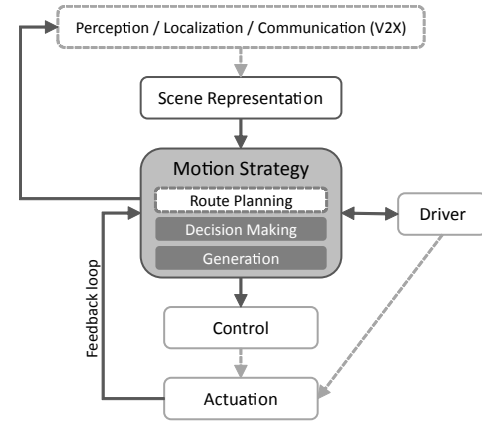 Perception / Localization / Communication (V2X)
Scene Representation
Motion Strategy
Route Planning
Decision Making
Generation
Driver
Feedback loop
Control
Actuation